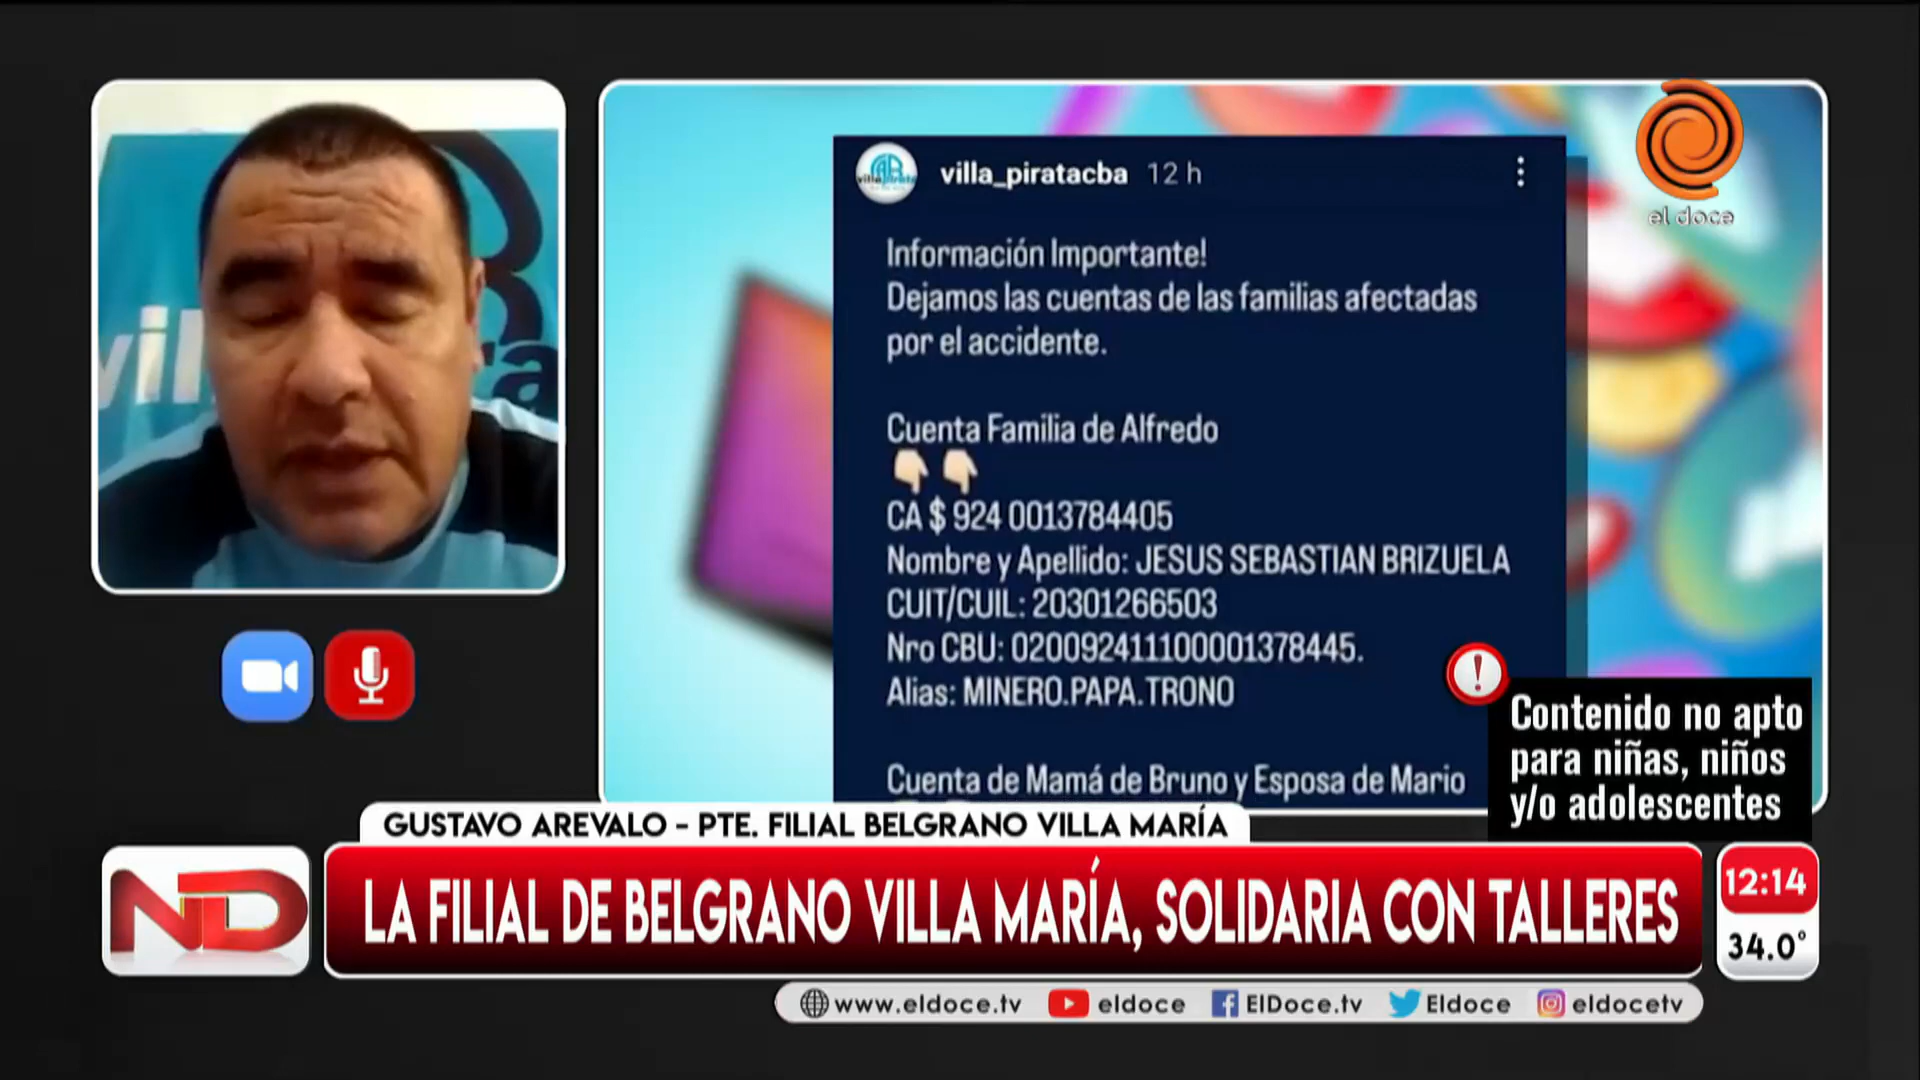 villa_piratacba 12 h
el doce
Información Importante!
Dejamos las cuentas de las familias afectadas
por el accidente.
Cuenta Familia de Alfredo
CA $ 924 0013784405
Nombre y Apellido: JESUS SEBASTIAN BRIZUELA
CUIT/CUIL: 20301266503
Nro CBU: 0200924111000001378445.
Alias: MINERO.PAPA.TRONO
Cuenta de Mamá de Bruno y Esposa de Mario
Contenido no apto
para niñas, niños
y/o adolescentes
GUSTAVO AREVALO - PTE. FILIAL BELGRANO VILLA MARÍA
ND
LA FILIAL DE BELGRANO VILLA MARÍA, SOLIDARIA CON TALLERES
12:14
34.0°
www.eldoce.tv eldoce ElDoce.tv Eldoce eldocetv